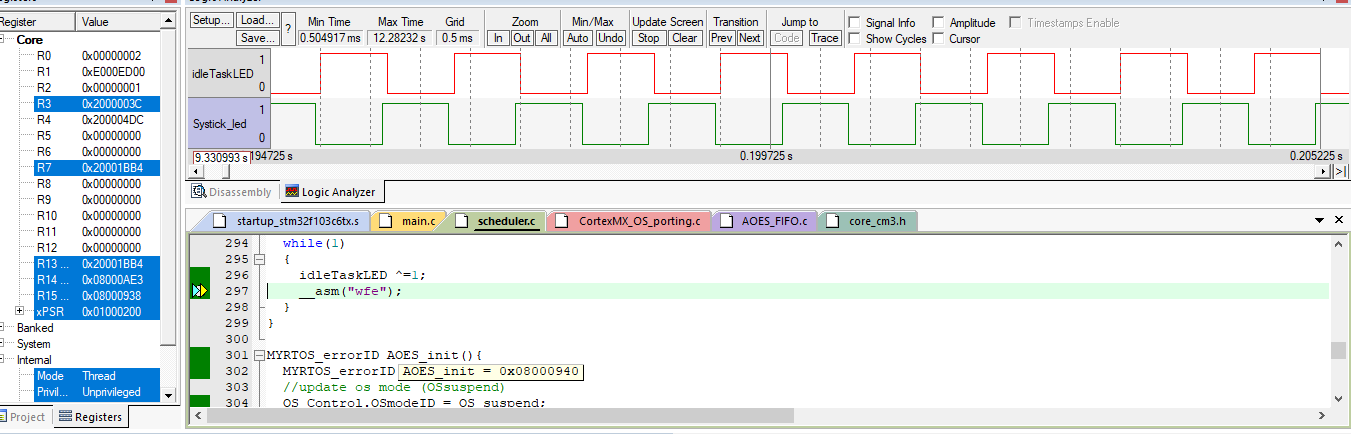 Register Value
Core
R0 0x00000002
R1 0xE000ED00
R2 0x00000001
R3 0x2000003C
R4 0x200004DC
R5 0x00000000
R6 0x00000000
R7 0x20001BB4
R8 0x00000000
R9 0x00000000
R10 0x00000000
R11 0x00000000
R12 0x00000000
R13 ... 0x20001BB4
R14 ... 0x08000AE3
R15 ... 0x08000938
xPSR 0x01000200
Banked
System
Internal
Mode Thread
Privil... Unprivileged
Project Registers
Setup... Load... ? Min Time Max Time Grid Zoom Min/Max Update Screen Transition Jump to Signal Info Amplitude Timestamps Enable
Save... 0.504917 ms 12.28232 s 0.5 ms In Out All Auto Undo Stop Clear Prev Next Code Trace Show Cycles Cursor
1
idleTaskLED
0
1
Systick_led
0
9.330993 s 194725 s 0.199725 s 0.205225 s
Disassembly Logic Analyzer
startup_stm32f103c6tx.s main.c scheduler.c CortexMX_OS_porting.c AOES_FIFO.c core_cm3.h
294 while(1)
295 {
296 idleTaskLED ^=1;
297 __asm("wfe");
298 }
299 }
300
301 MYRTOS_errorID AOES_init(){
302 MYRTOS_errorID AOES_init = 0x08000940
303 //update os mode (OSsuspend)
304 OS_Control.OSmodeID = OS_suspend;